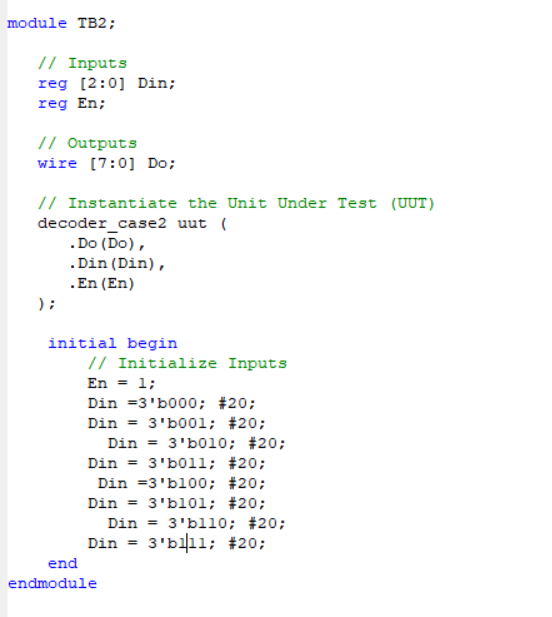 module TB2;
// Inputs
reg [2:0] Din;
reg En;
// Outputs
wire [7:0] Do;
// Instantiate the Unit Under Test (UUT)
decoder_case2 uut (
.Do(Do),
.Din(Din),
.En(En)
);
initial begin
// Initialize Inputs
En = 1;
Din =3'b000; #20;
Din = 3'b001; #20;
Din = 3'b010; #20;
Din = 3'b011; #20;
Din =3'b100; #20;
Din = 3'b101; #20;
Din = 3'b110; #20;
Din = 3'b111; #20;
end
endmodule